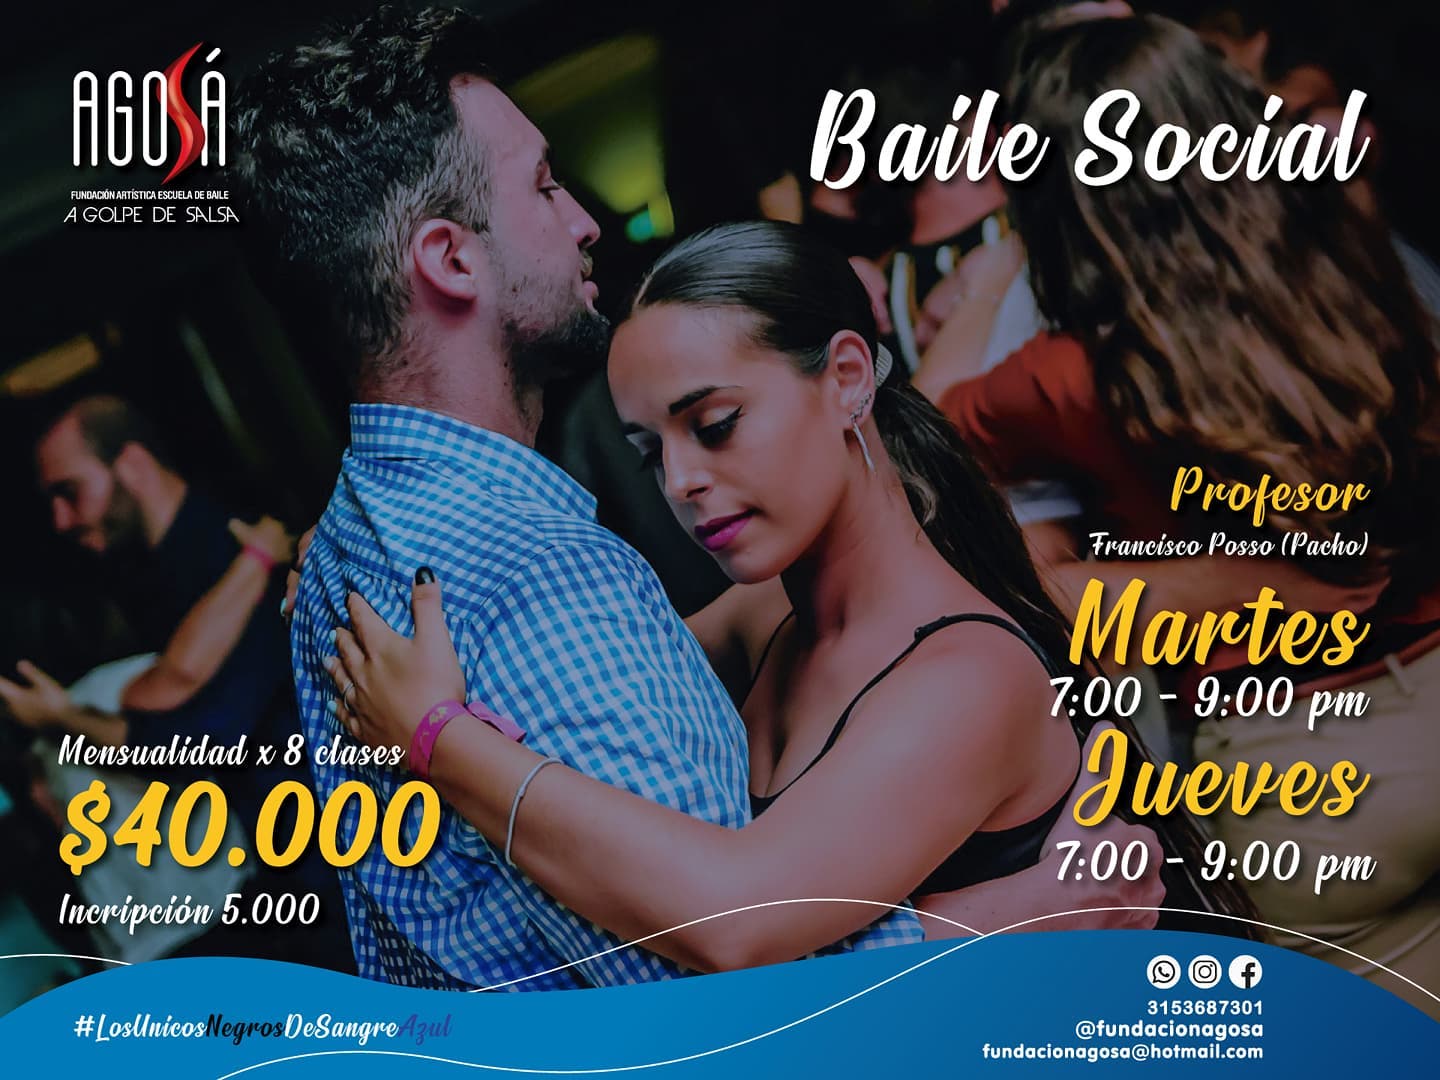 AGOSÁ
FUNDACIÓN ARTÍSTICA ESCUELA DE BAILE
A GOLPE DE SALSA
Baile Social
Profesor
Francisco Posso (Pacho)
Martes
7:00 - 9:00 pm
Jueves
7:00 - 9:00 pm
Mensualidad x 8 clases
$40.000
Incripción 5.000
#LosUnicosNegrosDeSangreAzul
3153687301
@fundacionagosa
fundacionagosa@hotmail.com